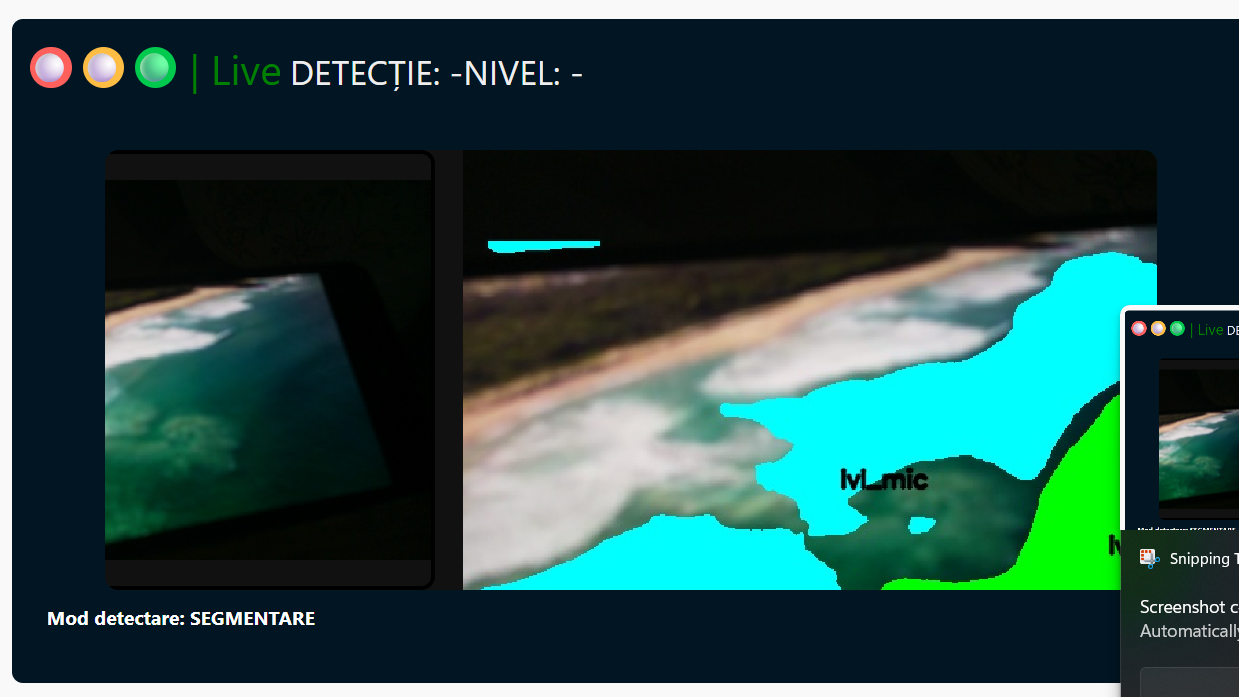 | Live DETECȚIE: -NIVEL: -
lvl_mic
Mod detectare: SEGMENTARE
| Live
Snipping
Screenshot
Automatically